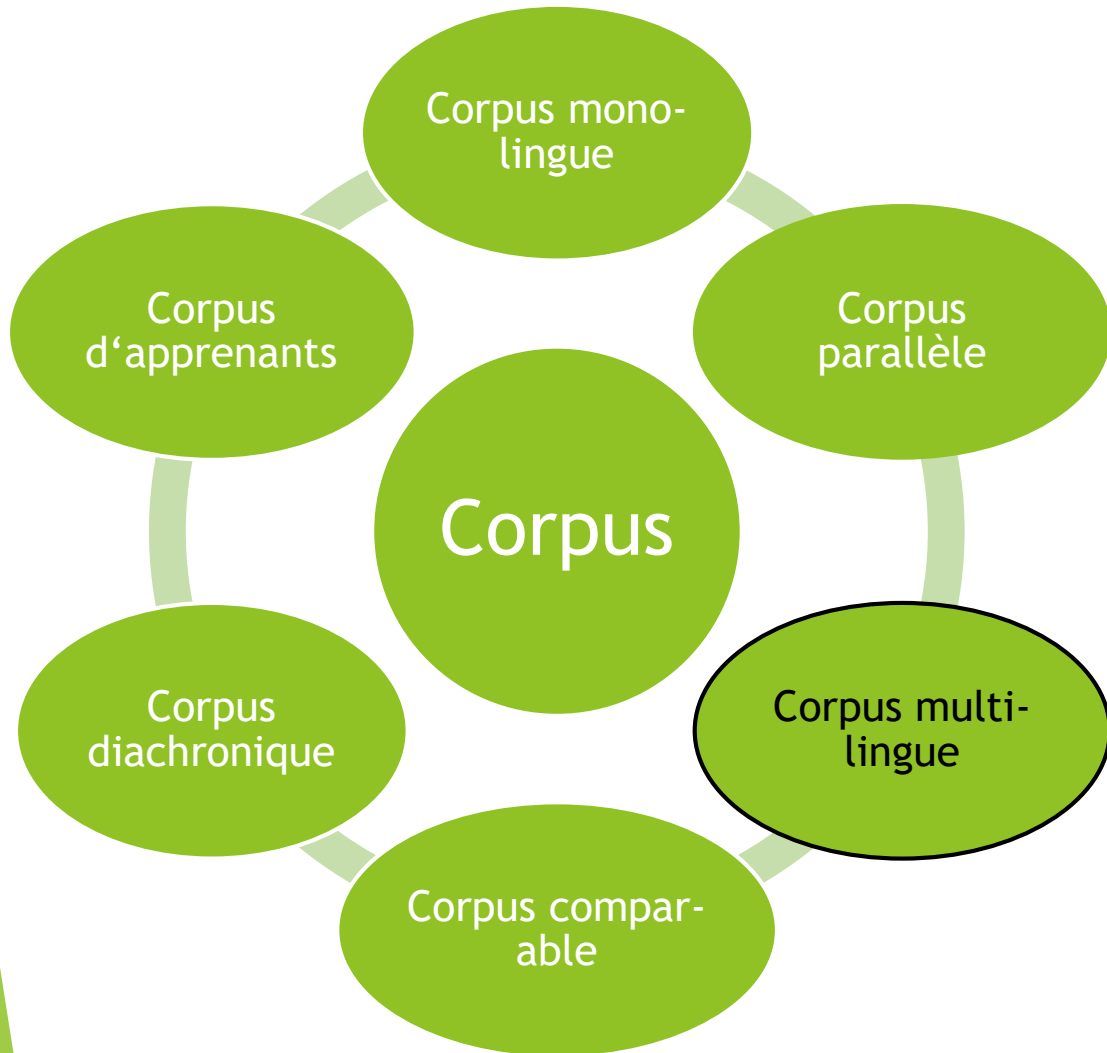 Corpus mono-
lingue
Corpus
parallèle
Corpus multi-
lingue
Corpus compar-
able
Corpus
diachronique
Corpus
d‘apprenants
Corpus